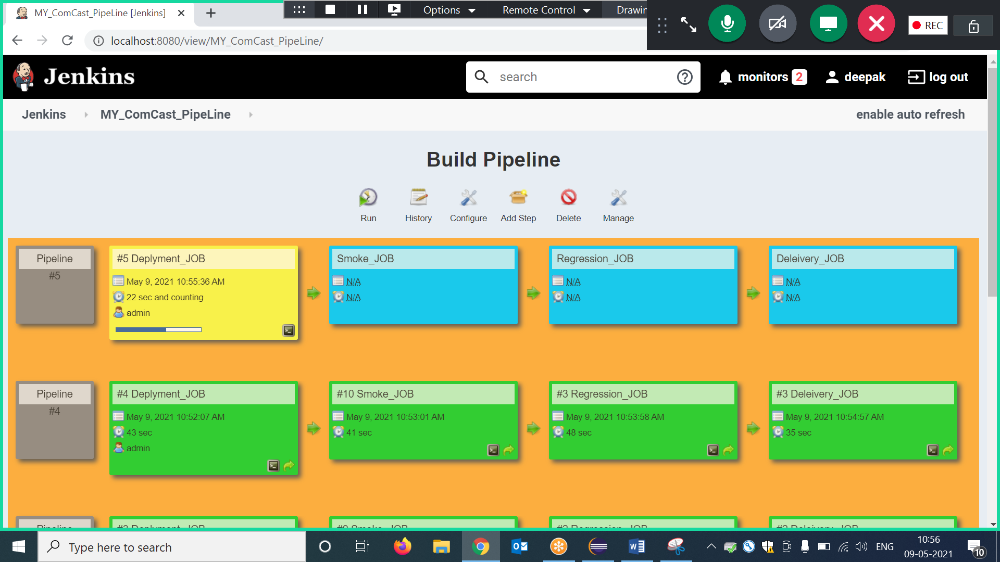 MY_ComCast_PipeLine [Jenkins]
Options
Remote Control
REC
localhost:8080/view/MY_ComCast_PipeLine/
Jenkins
search
monitors 2
deepak
log out
Jenkins
MY_ComCast_PipeLine
enable auto refresh
Build Pipeline
Run
History
Configure
Add Step
Delete
Manage
Pipeline
#5
#5 Deplyment_JOB
May 9, 2021 10:55:36 AM
22 sec and counting
admin
Smoke_JOB
N/A
N/A
Regression_JOB
N/A
N/A
Deleivery_JOB
N/A
N/A
Pipeline
#4
#4 Deplyment_JOB
May 9, 2021 10:52:07 AM
43 sec
admin
#10 Smoke_JOB
May 9, 2021 10:53:01 AM
41 sec
#3 Regression_JOB
May 9, 2021 10:53:58 AM
48 sec
#3 Deleivery_JOB
May 9, 2021 10:54:57 AM
35 sec
Type here to search
ENG
10:56
09-05-2021
10